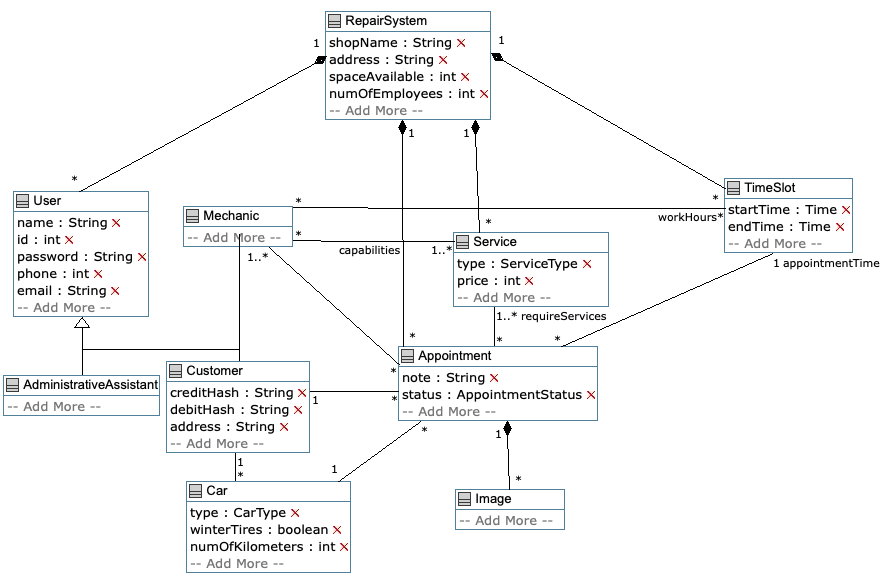 RepairSystem
shopName : String ×
address : String ×
spaceAvailable : int ×
numOfEmployees : int ×
-- Add More --
1
1
1
1
*
*
*
*
User
name : String ×
id : int ×
password : String ×
phone : int ×
email : String ×
-- Add More --
Mechanic
-- Add More --
*
*
1..*
capabilities
1..*
workHours*
TimeSlot
startTime : Time ×
endTime : Time ×
-- Add More --
1 appointmentTime
Service
type : ServiceType ×
price : int ×
-- Add More --
1..* requireServices
*
*
*
*
AdministrativeAssistant
-- Add More --
Customer
creditHash : String ×
debitHash : String ×
address : String ×
-- Add More --
1
1
*
Appointment
note : String ×
status : AppointmentStatus ×
-- Add More --
*
1
1
*
Car
type : CarType ×
winterTires : boolean ×
numOfKilometers : int ×
-- Add More --
Image
-- Add More --